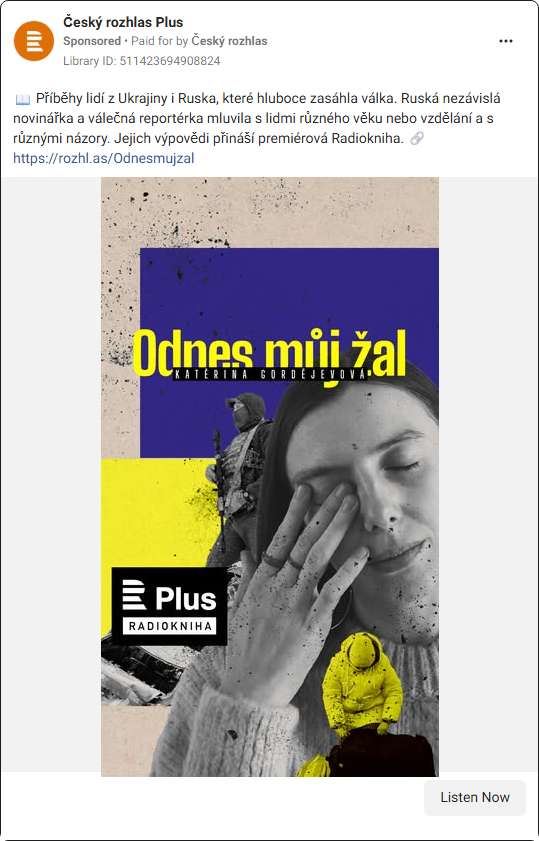 Český rozhlas Plus
Sponsored • Paid for by Český rozhlas
Library ID: 511423694908824
📖 Příběhy lidí z Ukrajiny i Ruska, které hluboce zasáhla válka. Ruská nezávislá
novinářka a válečná reportérka mluvila s lidmi různého věku nebo vzdělání a s
různými názory. Jejich výpovědi přináší premiérová Radiokniha. 🔗
https://rozhl.as/Odnesmujzal
Odnes můj žal
KATĚRINA GORDĚJEVOVÁ
Plus
RADIOKNIHA
Listen Now